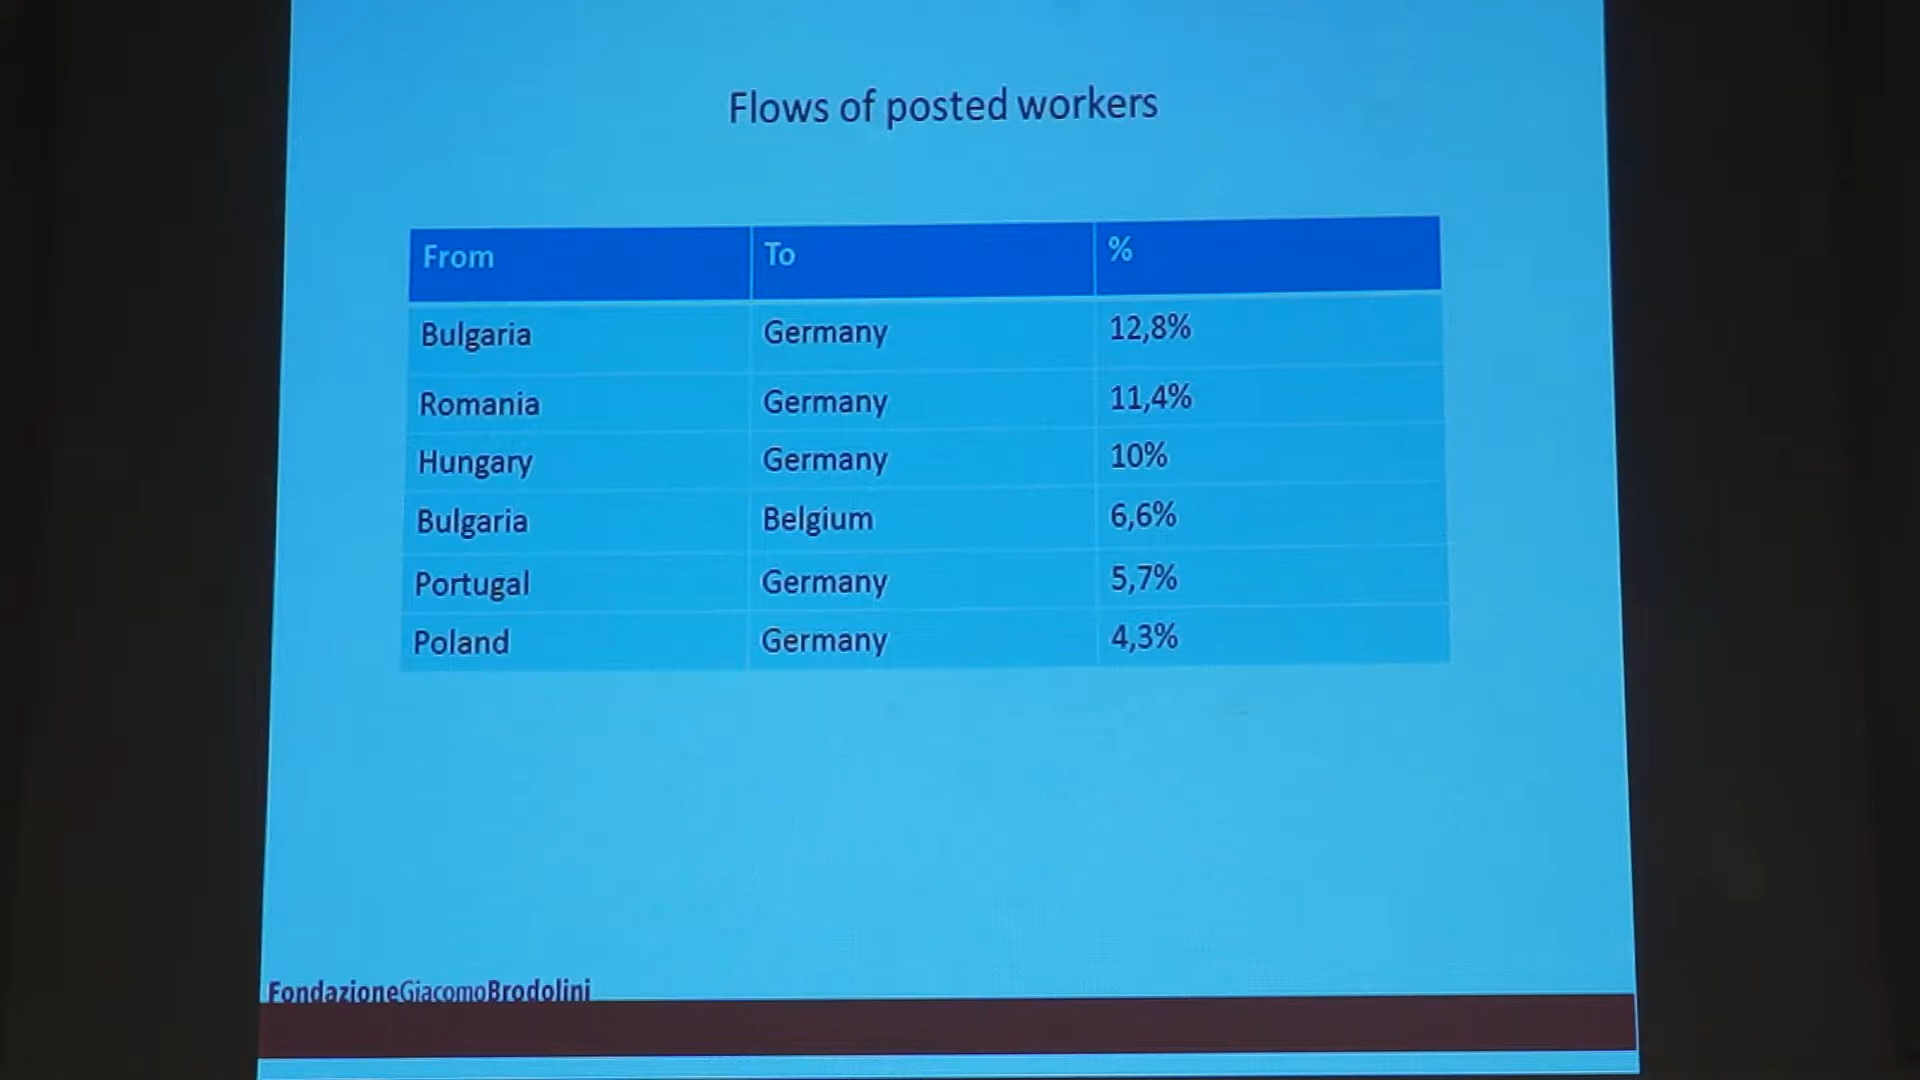 Flows of posted workers
From To %
Bulgaria Germany 12,8%
Romania Germany 11,4%
Hungary Germany 10%
Bulgaria Belgium 6,6%
Portugal Germany 5,7%
Poland Germany 4,3%
FondazioneGiacomoBrodolini